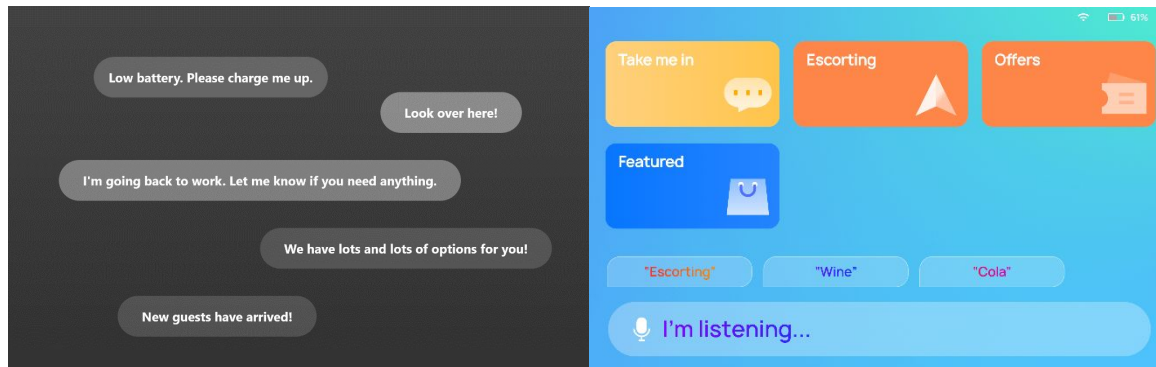 Low battery. Please charge me up.
Look over here!
I'm going back to work. Let me know if you need anything.
We have lots and lots of options for you!
New guests have arrived!
61%
Take me in
Escorting
Offers
Featured
"Escorting"
"Wine"
"Cola"
I'm listening...